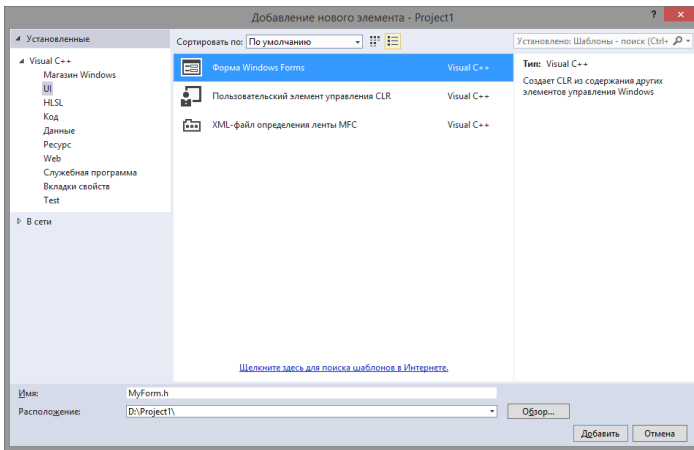 Добавление нового элемента - Project1
? ×
Установленные
Сортировать по: По умолчанию
Установлено: Шаблоны - поиск (Ctrl+
Visual C++
Магазин Windows
UI
HLSL
Код
Данные
Ресурс
Web
Служебная программа
Вкладки свойств
Test
В сети
Форма Windows Forms Visual C++
Пользовательский элемент управления CLR Visual C++
XML-файл определения ленты MFC Visual C++
Тип: Visual C++
Создает CLR из содержания других
элементов управления Windows
Щелкните здесь для поиска шаблонов в Интернете.
Имя: MyForm.h
Расположение: D:\Project1\
Обзор...
Добавить Отмена